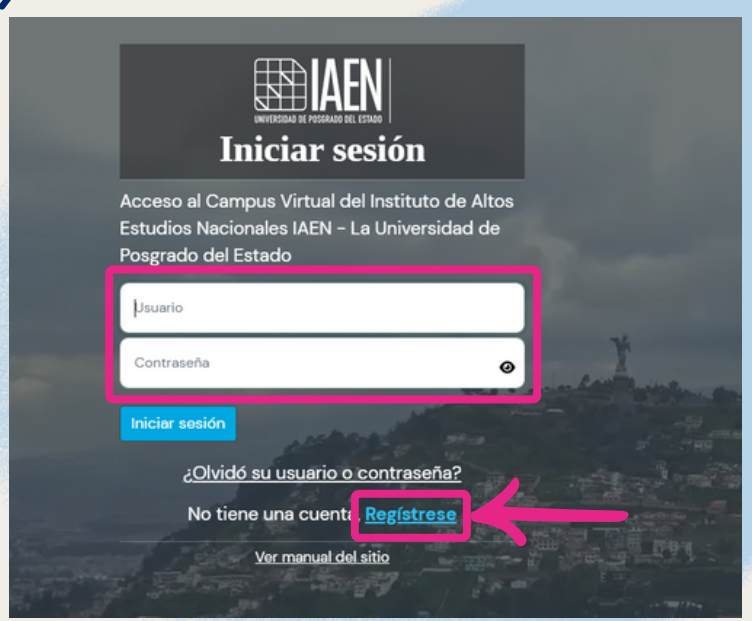 IAEN
UNIVERSIDAD DE POSGRADO DEL ESTADO
Iniciar sesión
Acceso al Campus Virtual del Instituto de Altos
Estudios Nacionales IAEN - La Universidad de
Posgrado del Estado
Usuario
Contraseña
Iniciar sesión
¿Olvidó su usuario o contraseña?
No tiene una cuenta, Regístrese
Ver manual del sitio